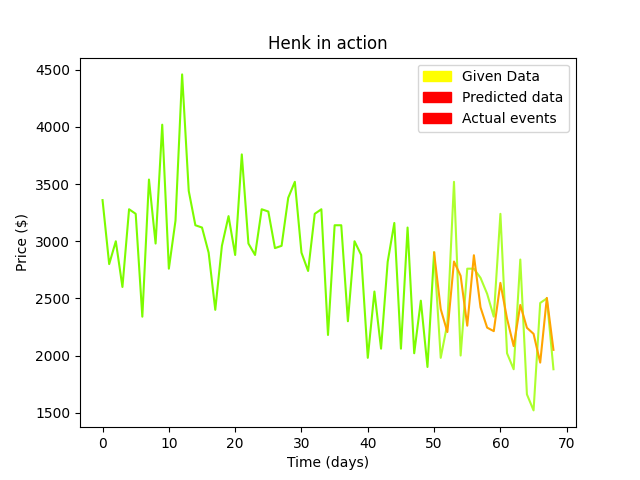 Henk in action
Given Data
Predicted data
Actual events
4500
4000
3500
3000
2500
2000
1500
Price ($)
0 10 20 30 40 50 60 70
Time (days)